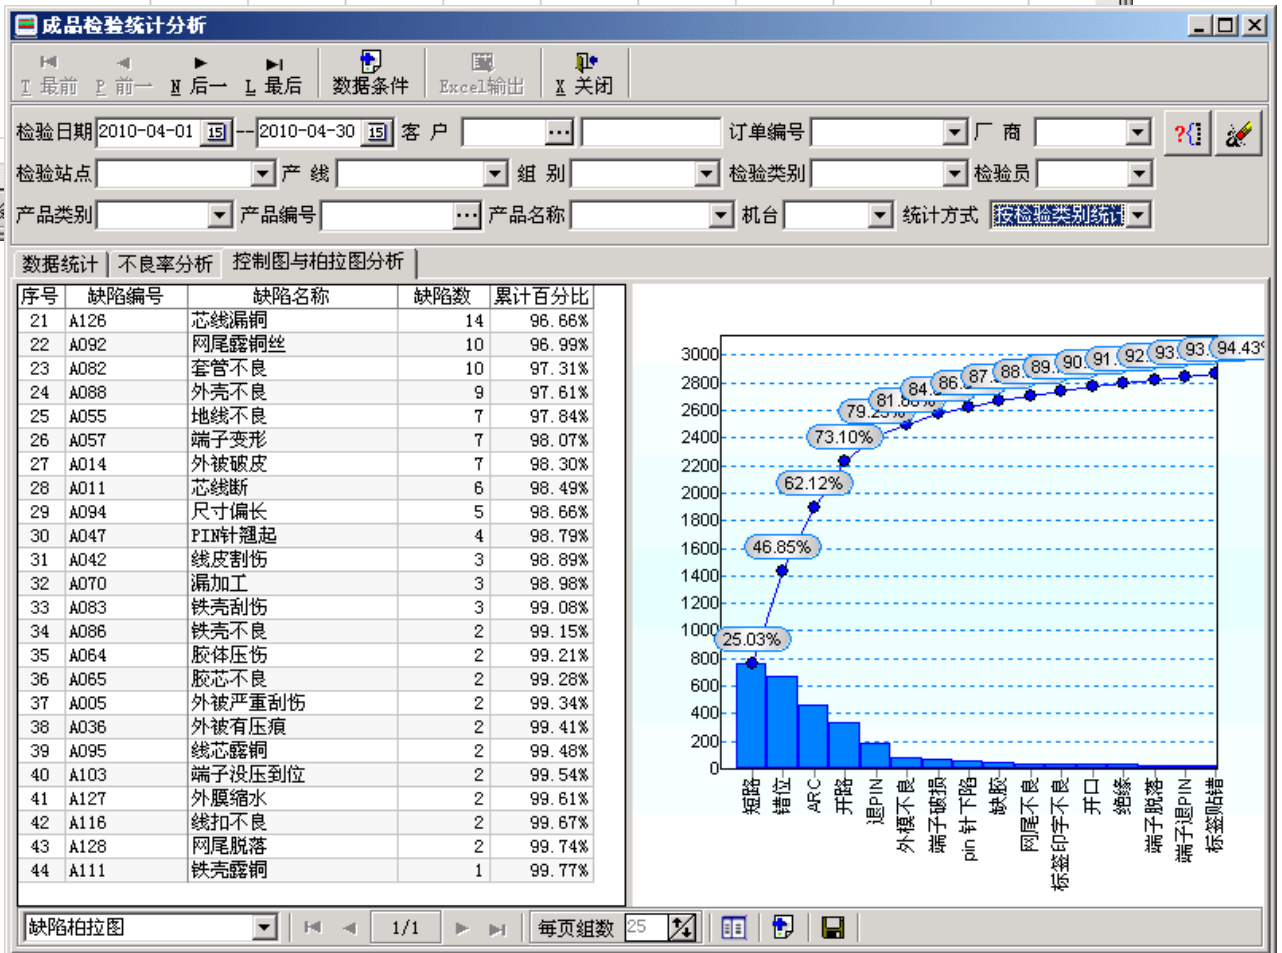 成品检验统计分析
T 最前 P 前一 N 后一 L 最后 数据条件 Excel输出 X 关闭
检验日期 2010-04-01 15 -- 2010-04-30 15 客 户 ... 订单编号 厂 商 ?
检验站点 产 线 组 别 检验类别 检验员
产品类别 产品编号 ... 产品名称 机台 统计方式 按检验类别统计
数据统计 不良率分析 控制图与柏拉图分析
序号 缺陷编号 缺陷名称 缺陷数 累计百分比
21 A126 芯线漏铜 14 96.66%
22 A092 网尾露铜丝 10 96.99%
23 A082 套管不良 10 97.31%
24 A088 外壳不良 9 97.61%
25 A055 地线不良 7 97.84%
26 A057 端子变形 7 98.07%
27 A014 外被破皮 7 98.30%
28 A011 芯线断 6 98.49%
29 A094 尺寸偏长 5 98.66%
30 A047 PIN针翘起 4 98.79%
31 A042 线皮割伤 3 98.89%
32 A070 漏加工 3 98.98%
33 A083 铁壳刮伤 3 99.08%
34 A086 铁壳不良 2 99.15%
35 A064 胶体压伤 2 99.21%
36 A065 胶芯不良 2 99.28%
37 A005 外被严重刮伤 2 99.34%
38 A036 外被有压痕 2 99.41%
39 A095 线芯露铜 2 99.48%
40 A103 端子没压到位 2 99.54%
41 A127 外膜缩水 2 99.61%
42 A116 线扣不良 2 99.67%
43 A128 网尾脱落 2 99.74%
44 A111 铁壳露铜 1 99.77%
3000
2800
2600
2400
2200
2000
1800
1600
1400
1200
1000
800
600
400
200
0
25.03%
46.85%
62.12%
73.10%
79.
81.
84.
86.
87.
88
89.
90.
91.
92.
93.
93.
94.43%
短路
错位
ARC
开路
退PIN
外模不良
端子破损
pin 针下陷
缺胶
网尾不良
标签印字不良
开口
绝缘
端子脱落
端子退PIN
标签贴错
缺陷柏拉图 1/1 每页组数 25